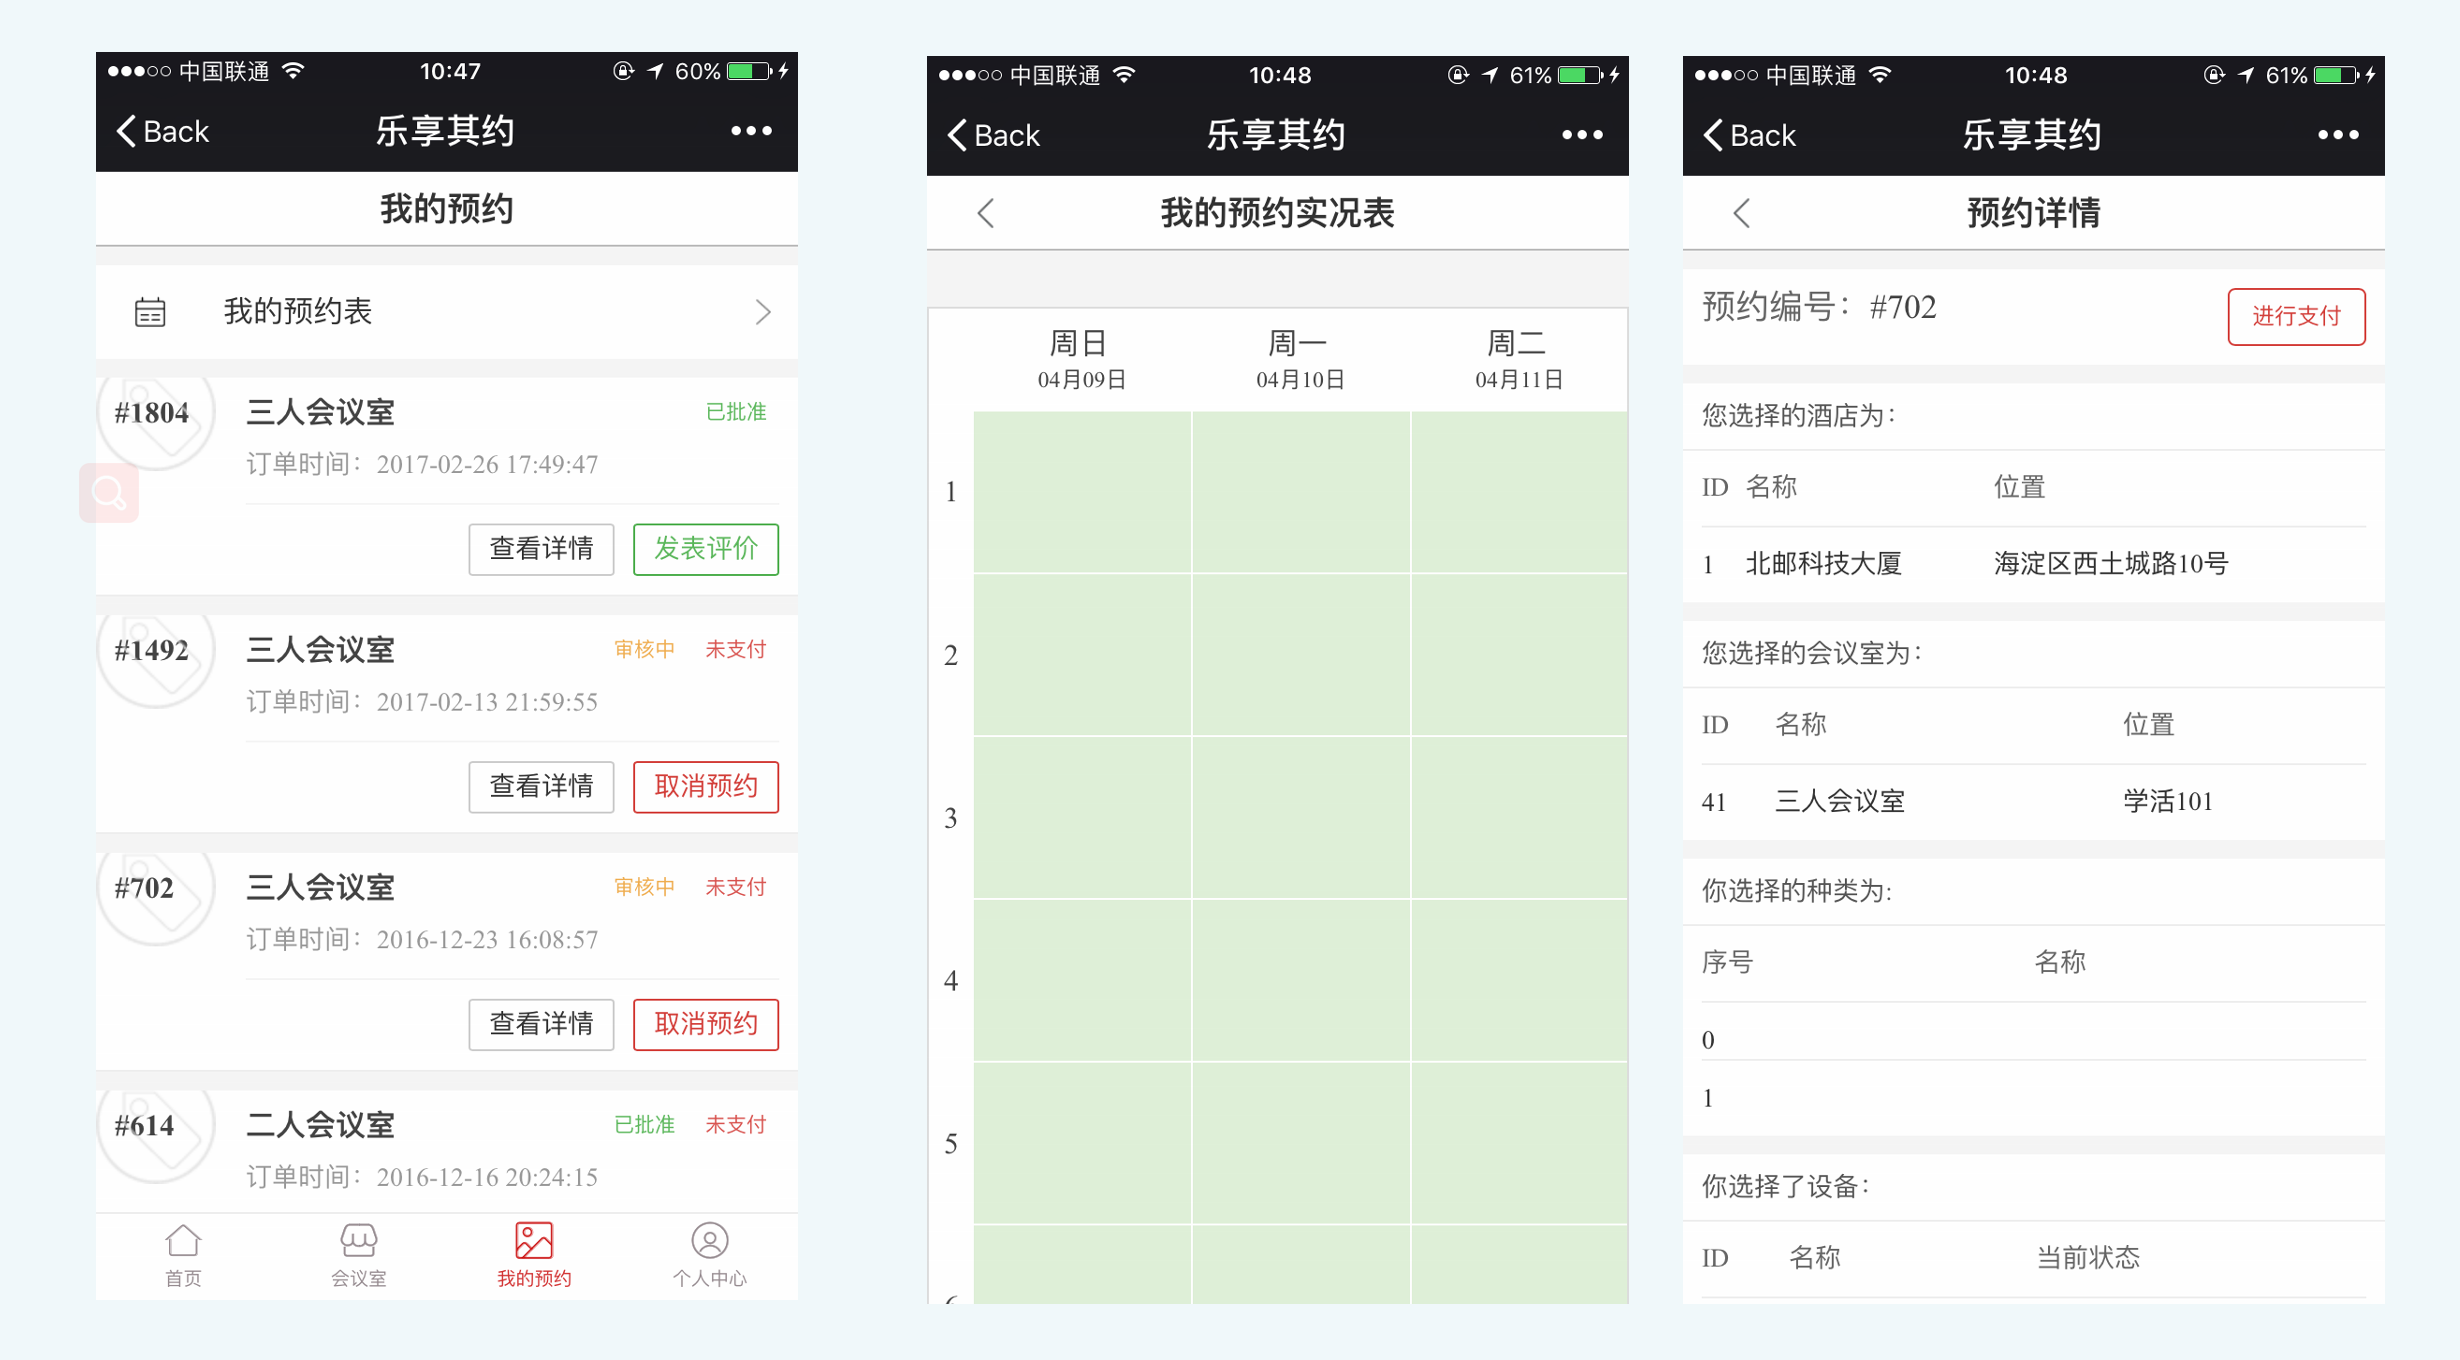 中国联通 10:47 60%
Back 乐享其约
我的预约
我的预约表
#1804 三人会议室 已批准
订单时间：2017-02-26 17:49:47
查看详情 发表评价
#1492 三人会议室 审核中 未支付
订单时间：2017-02-13 21:59:55
查看详情 取消预约
#702 三人会议室 审核中 未支付
订单时间：2016-12-23 16:08:57
查看详情 取消预约
#614 二人会议室 已批准 未支付
订单时间：2016-12-16 20:24:15
首页 会议室 我的预约 个人中心
中国联通 10:48 61%
Back 乐享其约
我的预约实况表
周日 周一 周二
04月09日 04月10日 04月11日
1
2
3
4
5
6
中国联通 10:48 61%
Back 乐享其约
预约详情
预约编号：#702 进行支付
您选择的酒店为：
ID 名称 位置
1 北邮科技大厦 海淀区西土城路10号
您选择的会议室为：
ID 名称 位置
41 三人会议室 学活101
你选择的种类为:
序号 名称
0
1
你选择了设备：
ID 名称 当前状态